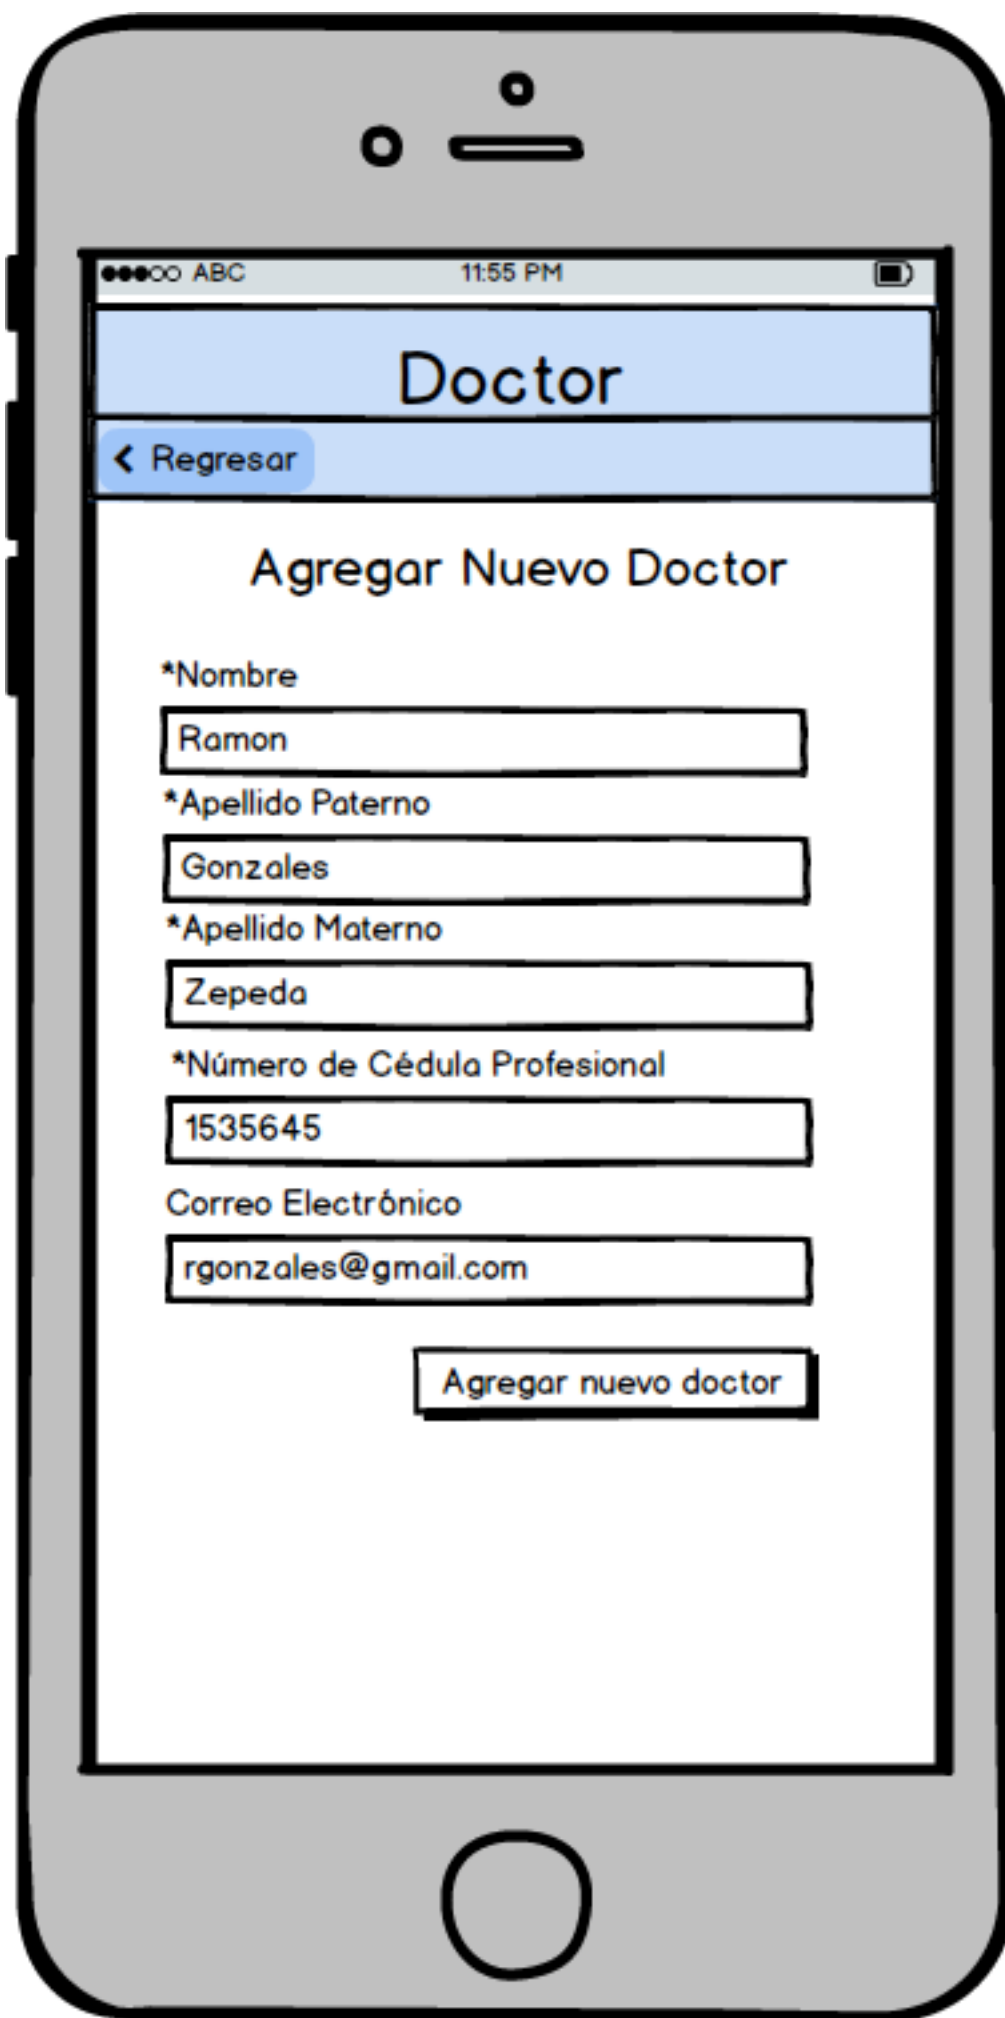 ABC 11:55 PM
Doctor
Regresar
Agregar Nuevo Doctor
*Nombre
Ramon
*Apellido Paterno
Gonzales
*Apellido Materno
Zepeda
*Número de Cédula Profesional
1535645
Correo Electrónico
rgonzales@gmail.com
Agregar nuevo doctor